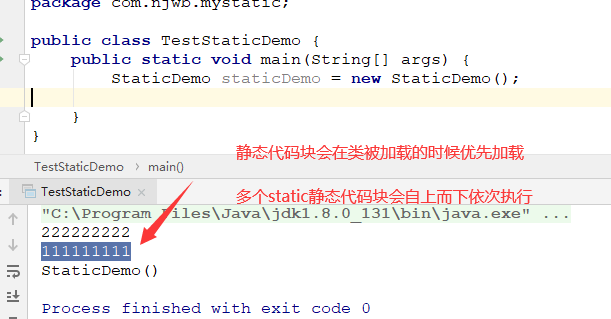 package com.njwb.mystatic;
public class TestStaticDemo {
public static void main(String[] args) {
StaticDemo staticDemo = new StaticDemo();
}
}
静态代码块会在类被加载的时候优先加载
TestStaticDemo › main()
多个static静态代码块会自上而下依次执行
TestStaticDemo ×
"C:\Program Files\Java\jdk1.8.0_131\bin\java.exe" ...
222222222
111111111
StaticDemo()
Process finished with exit code 0